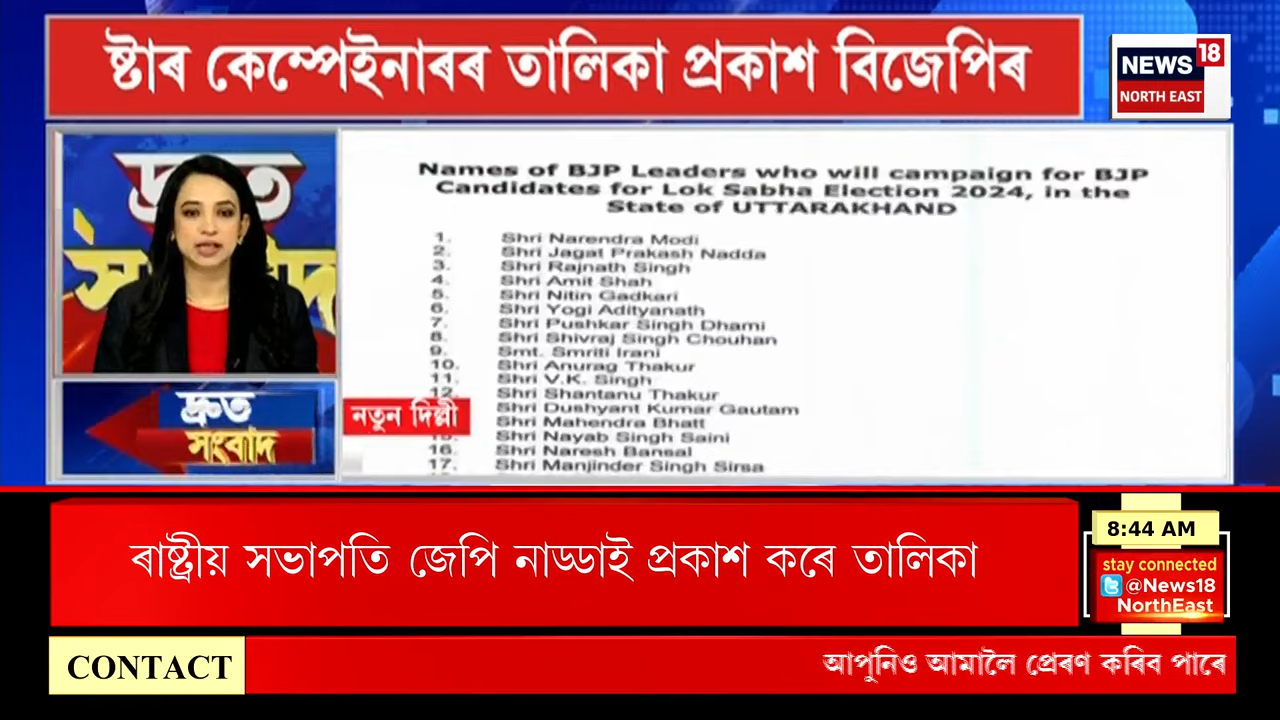 ষ্টাৰ কেম্পেইনাৰৰ তালিকা প্ৰকাশ বিজেপিৰ
NEWS 18
NORTH EAST
দ্ৰুত
সংবাদ
Names of BJP Leaders who will campaign for BJP
Candidates for Lok Sabha Election 2024, in the
State of UTTARAKHAND
1. Shri Narendra Modi
2. Shri Jagat Prakash Nadda
3. Shri Rajnath Singh
4. Shri Amit Shah
5. Shri Nitin Gadkari
6. Shri Yogi Adityanath
7. Shri Pushkar Singh Dhami
8. Shri Shivraj Singh Chouhan
9. Smt. Smriti Irani
10. Shri Anurag Thakur
11. Shri V.K. Singh
12. Shri Shantanu Thakur
Shri Dushyant Kumar Gautam
Shri Mahendra Bhatt
15. Shri Nayab Singh Saini
16. Shri Naresh Bansal
17. Shri Manjinder Singh Sirsa
দ্ৰুত
সংবাদ
নতুন দিল্লী
ৰাষ্ট্ৰীয় সভাপতি জেপি নাড্ডাই প্ৰকাশ কৰে তালিকা
8:44 AM
stay connected
@News18
NorthEast
CONTACT
আপুনিও আমালৈ প্ৰেৰণ কৰিব পাৰে